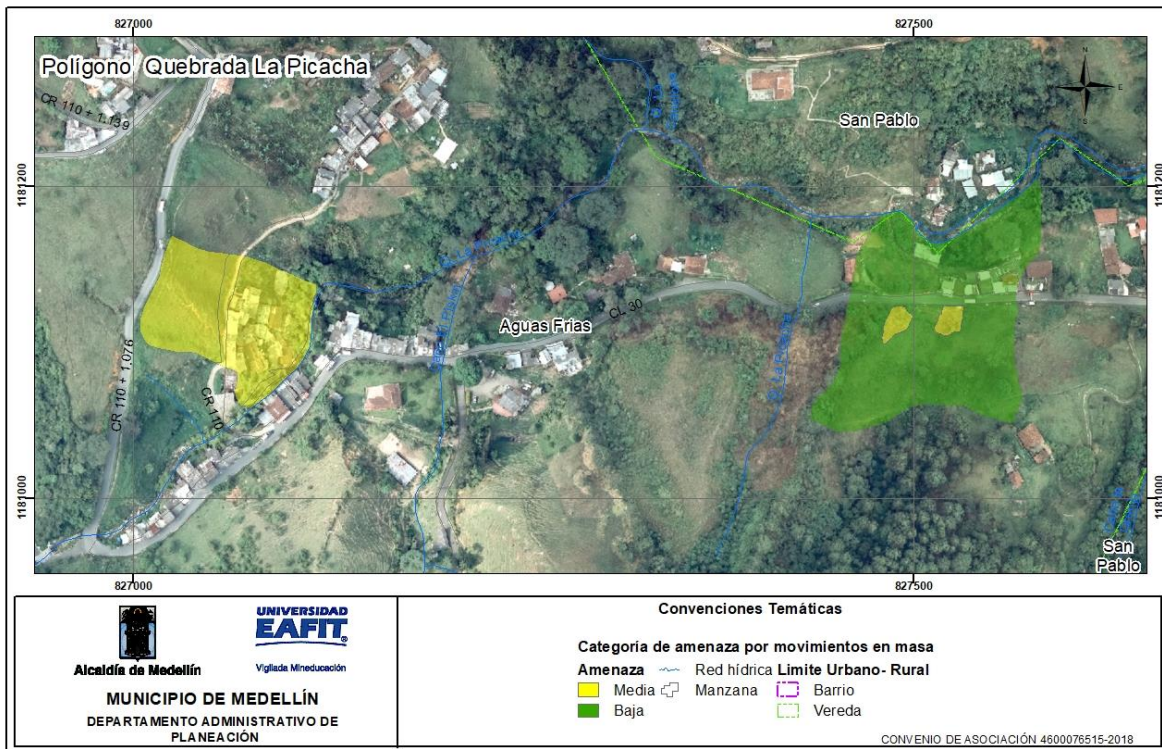 827000
827500
Polígono Quebrada La Picacha
N
E
S
CR 110 + 1.139
San Pablo
1181200
1181200
Q. La Picacha
CL 30
Aguas Frias
CR 110 + 1.076
CR 110
1181000
1181000
San
Pablo
827000
827500
Alcaldía de Medellín
UNIVERSIDAD
EAFIT
Vigilada Mineducación
MUNICIPIO DE MEDELLÍN
DEPARTAMENTO ADMINISTRATIVO DE
PLANEACIÓN
Convenciones Temáticas
Categoría de amenaza por movimientos en masa
Amenaza Red hídrica Limite Urbano- Rural
Media Manzana Barrio
Baja Vereda
CONVENIO DE ASOCIACIÓN 4600076515-2018